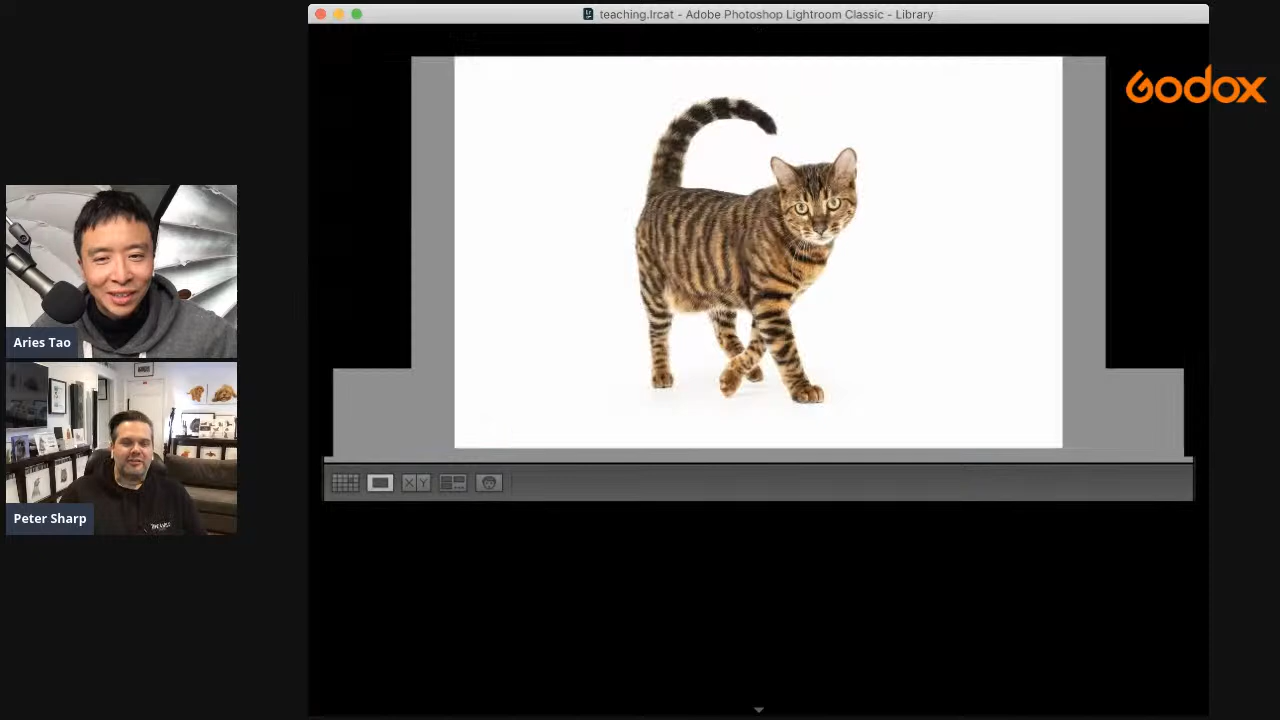 teaching.lrcat - Adobe Photoshop Lightroom Classic - Library
Godox
Aries Tao
Peter Sharp
X Y